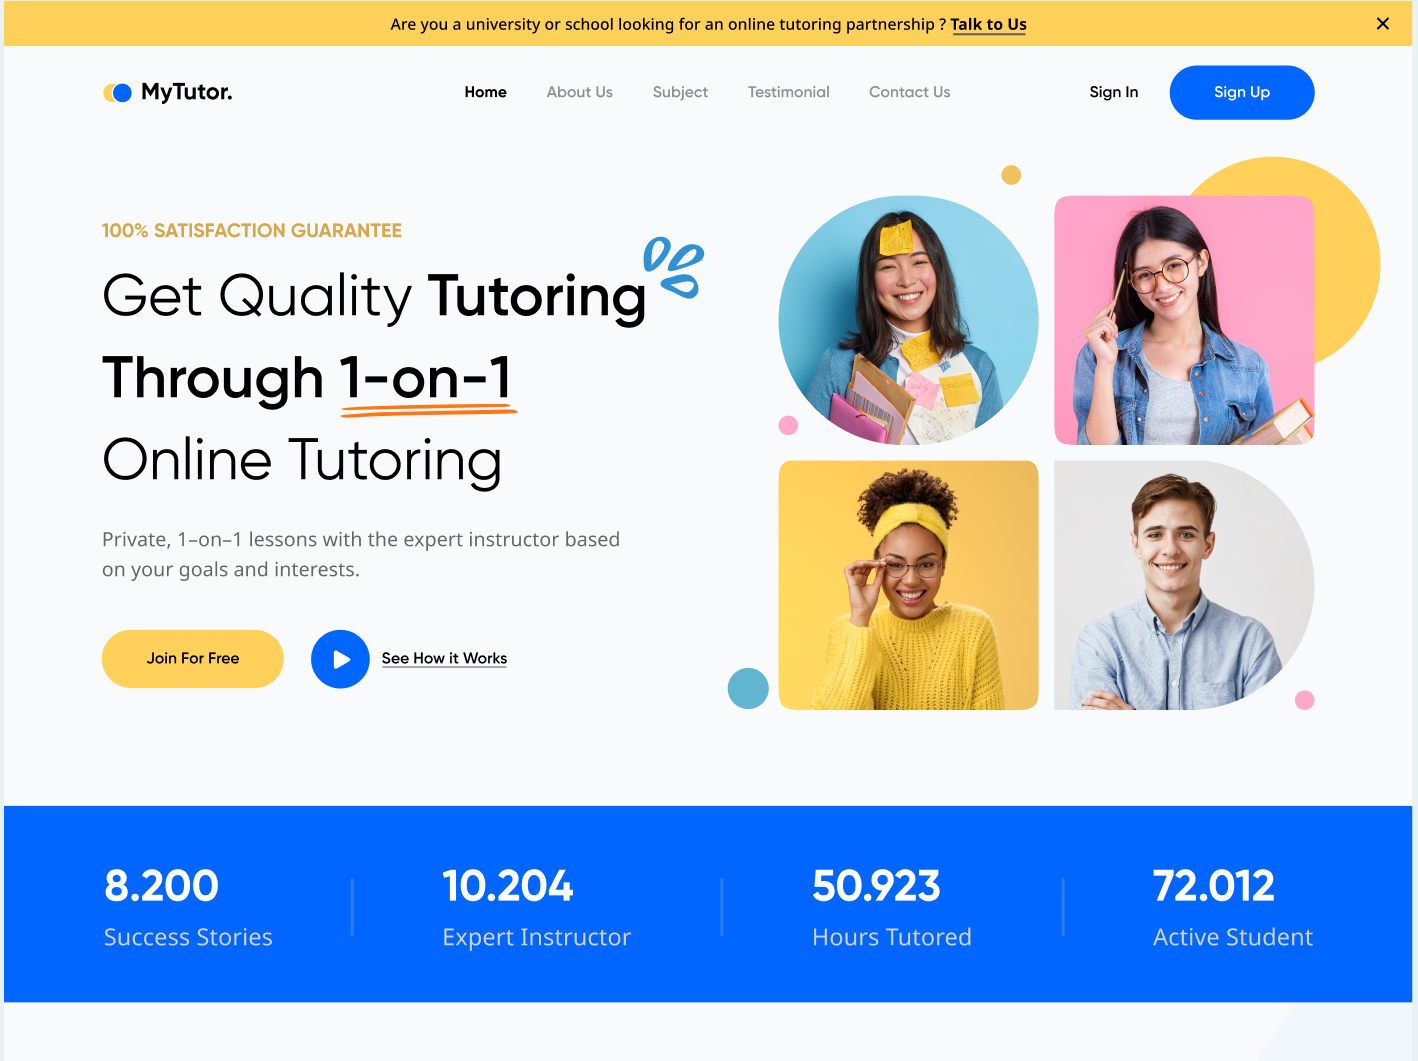 Are you a university or school looking for an online tutoring partnership ? Talk to Us
MyTutor.
Home About Us Subject Testimonial Contact Us
Sign In Sign Up
100% SATISFACTION GUARANTEE
Get Quality Tutoring
Through 1-on-1
Online Tutoring
Private, 1–on–1 lessons with the expert instructor based
on your goals and interests.
Join For Free
See How it Works
8.200
Success Stories
10.204
Expert Instructor
50.923
Hours Tutored
72.012
Active Student